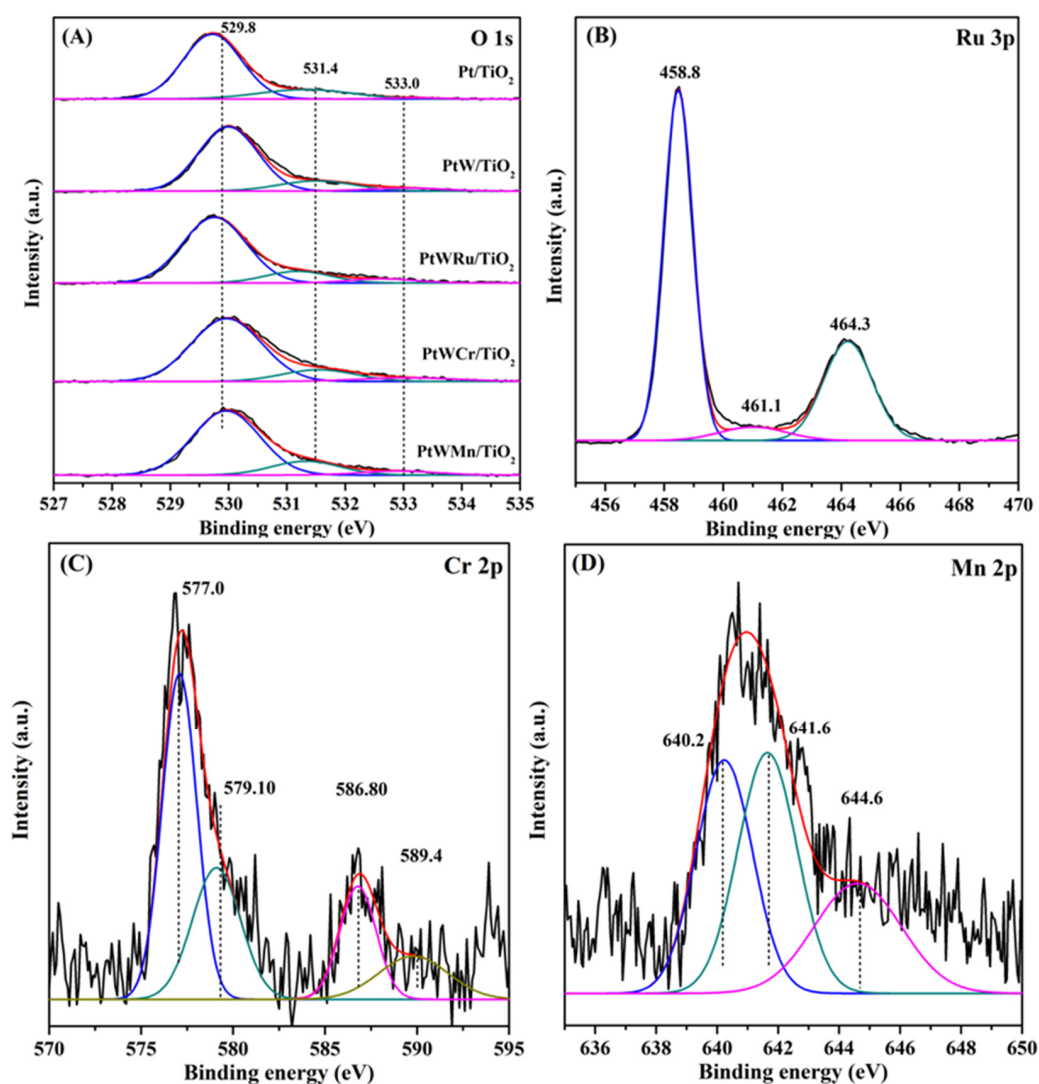 (A)
O 1s
529.8
531.4
533.0
Pt/TiO2
PtW/TiO2
PtWRu/TiO2
PtWCr/TiO2
PtWMn/TiO2
Intensity (a.u.)
527 528 529 530 531 532 533 534 535
Binding energy (eV)
(B)
Ru 3p
458.8
461.1
464.3
Intensity (a.u.)
456 458 460 462 464 466 468 470
Binding energy (eV)
(C)
Cr 2p
577.0
579.10
586.80
589.4
Intensity (a.u.)
570 575 580 585 590 595
Binding energy (eV)
(D)
Mn 2p
640.2
641.6
644.6
Intensity (a.u.)
636 638 640 642 644 646 648 650
Binding energy (eV)